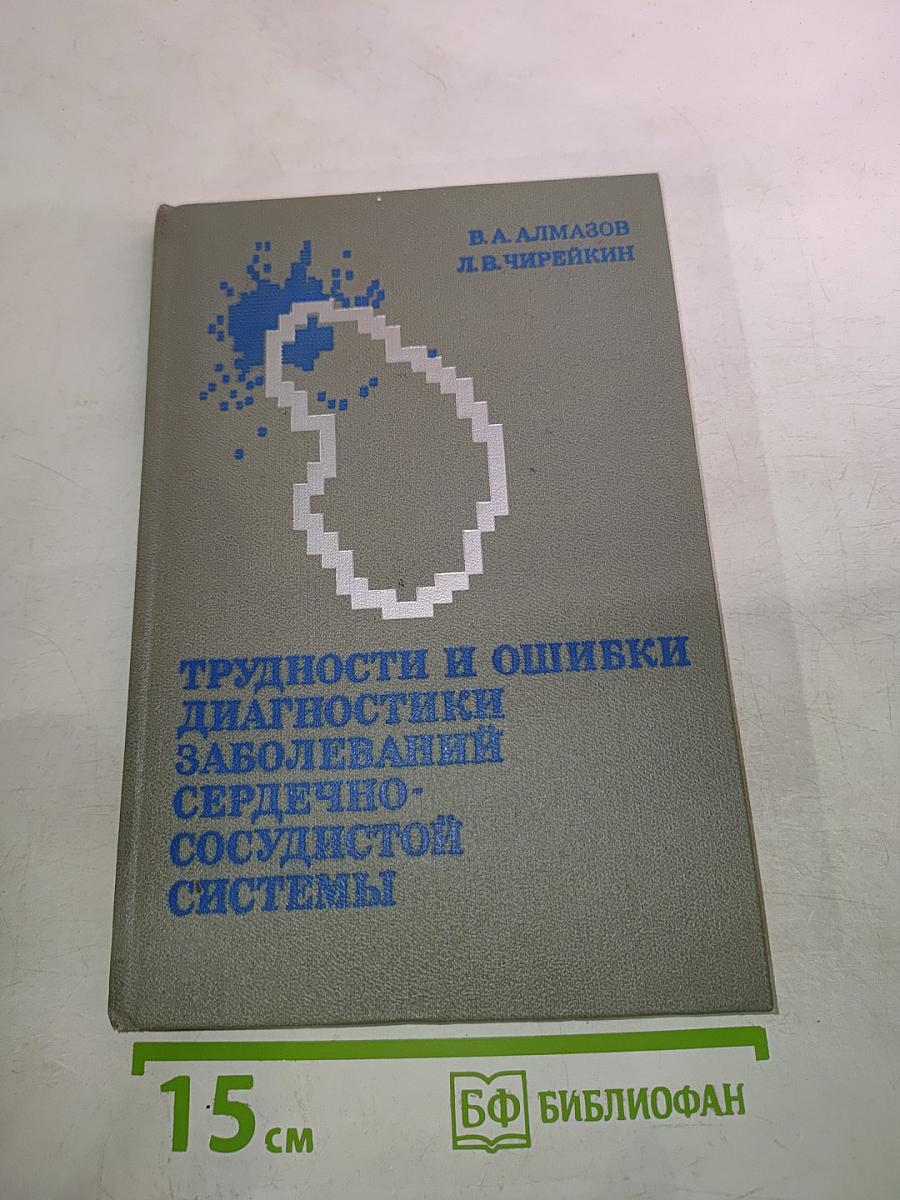 В. А. АЛМАЗОВ
Л. В. ЧИРЕЙКИН
ТРУДНОСТИ И ОШИБКИ
ДИАГНОСТИКИ
ЗАБОЛЕВАНИЙ
СЕРДЕЧНО-
СОСУДИСТОЙ
СИСТЕМЫ
15 см
БФ БИБЛИОФАН